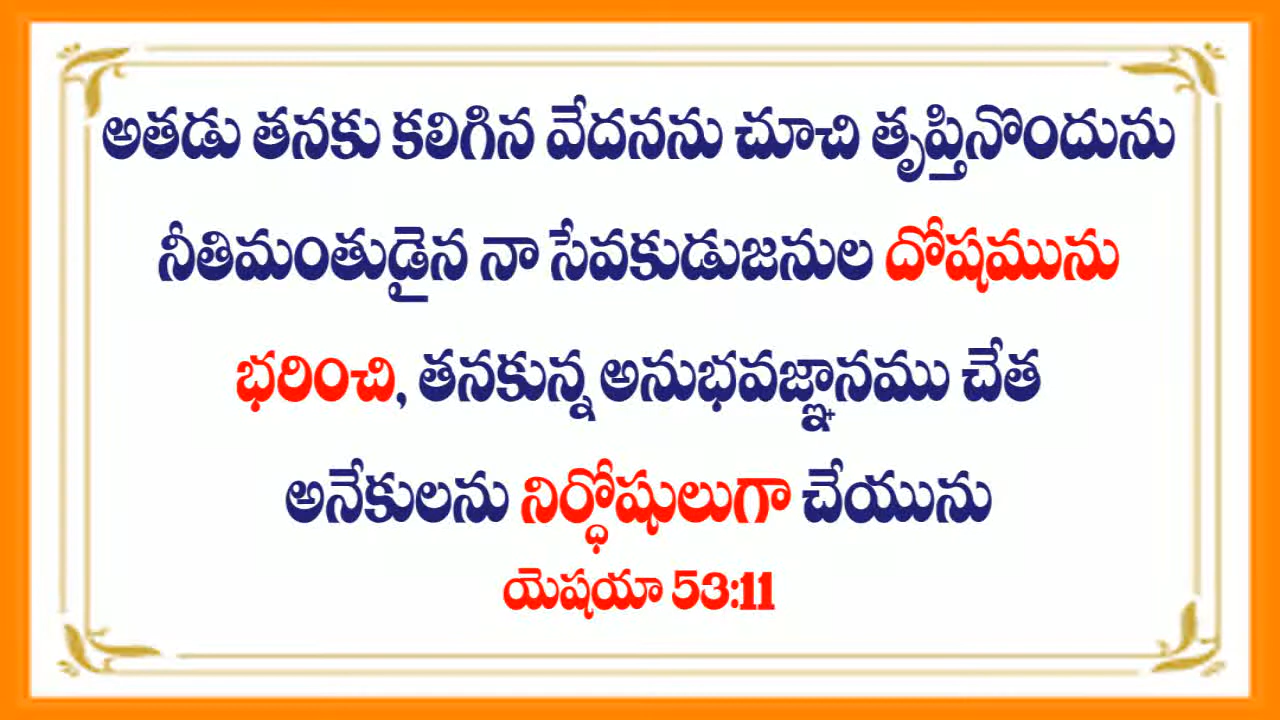 అతడు తనకు కలిగిన వేదనను చూచి తృప్తినొందును
నీతిమంతుడైన నా సేవకుడుజనుల దోషమును
భరించి, తనకున్న అనుభవజ్ఞానము చేత
అనేకులను నిర్ధోషులుగా చేయును
యెషయా 53:11